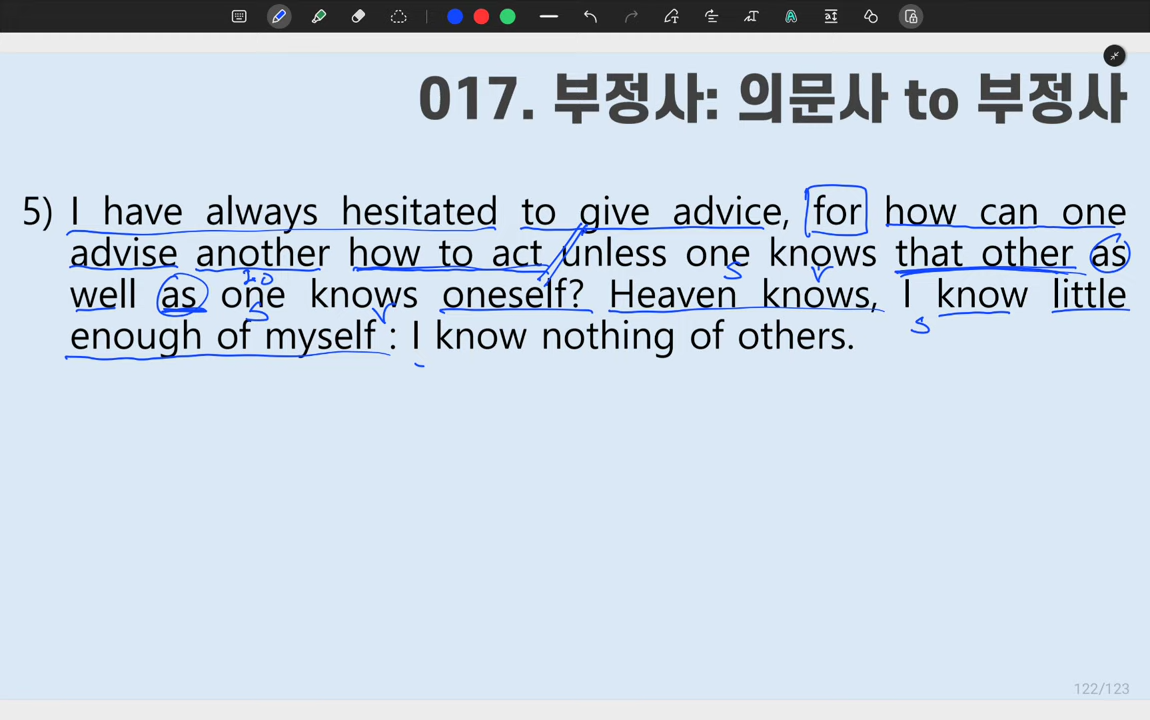 017. 부정사: 의문사 to 부정사
5) I have always hesitated to give advice, for how can one
advise another how to act unless one knows that other as
I·O S V
well as one knows oneself? Heaven knows, I know little
S V S
enough of myself : I know nothing of others.
122/123